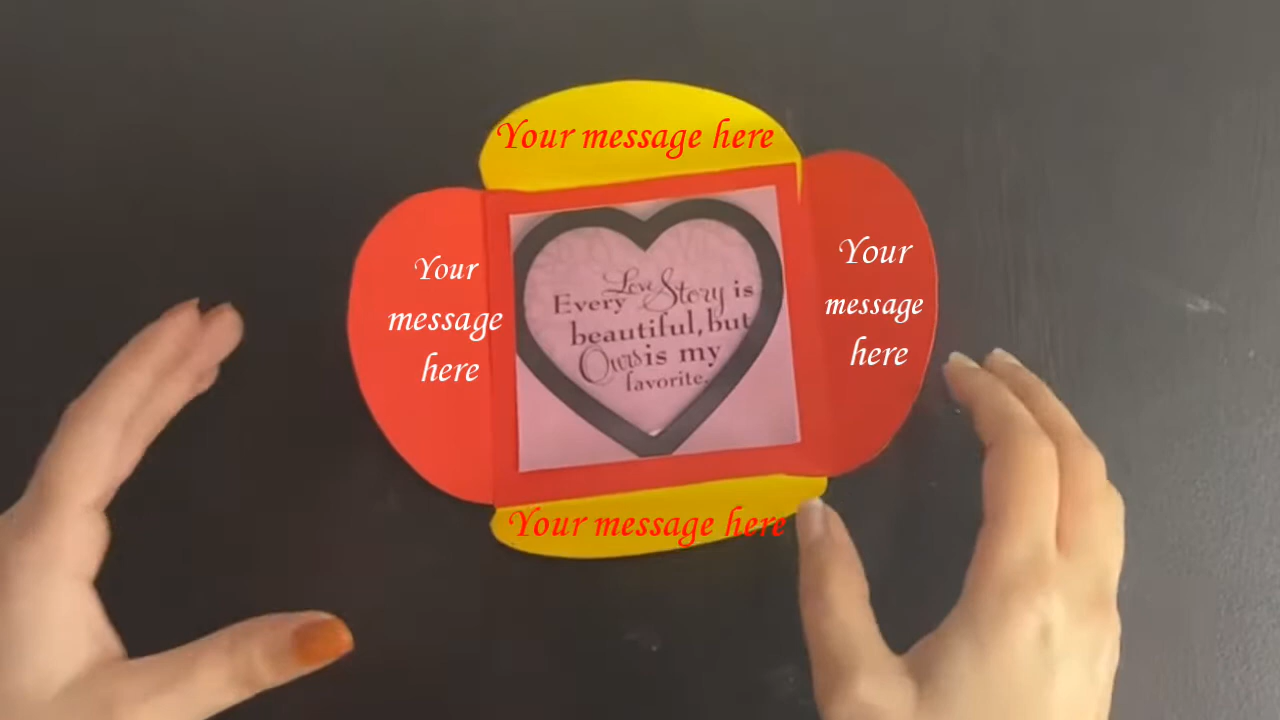 Your message here
Your
message
here
Love
Every Story is
beautiful, but
Ours is my
favorite.
Your
message
here
Your message here